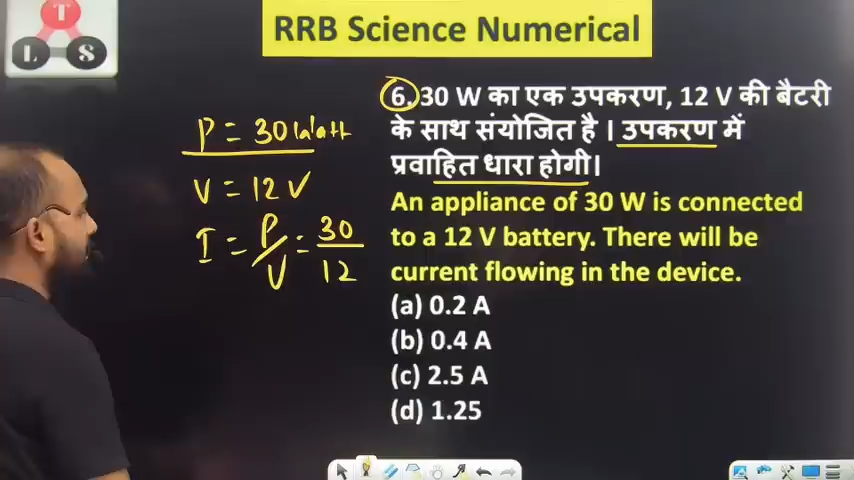 T
L S
RRB Science Numerical
6. 30 W का एक उपकरण, 12 V की बैटरी
के साथ संयोजित है । उपकरण में
प्रवाहित धारा होगी।
An appliance of 30 W is connected
to a 12 V battery. There will be
current flowing in the device.
(a) 0.2 A
(b) 0.4 A
(c) 2.5 A
(d) 1.25
P = 30 watt
V = 12 V
I = P/V = 30/12